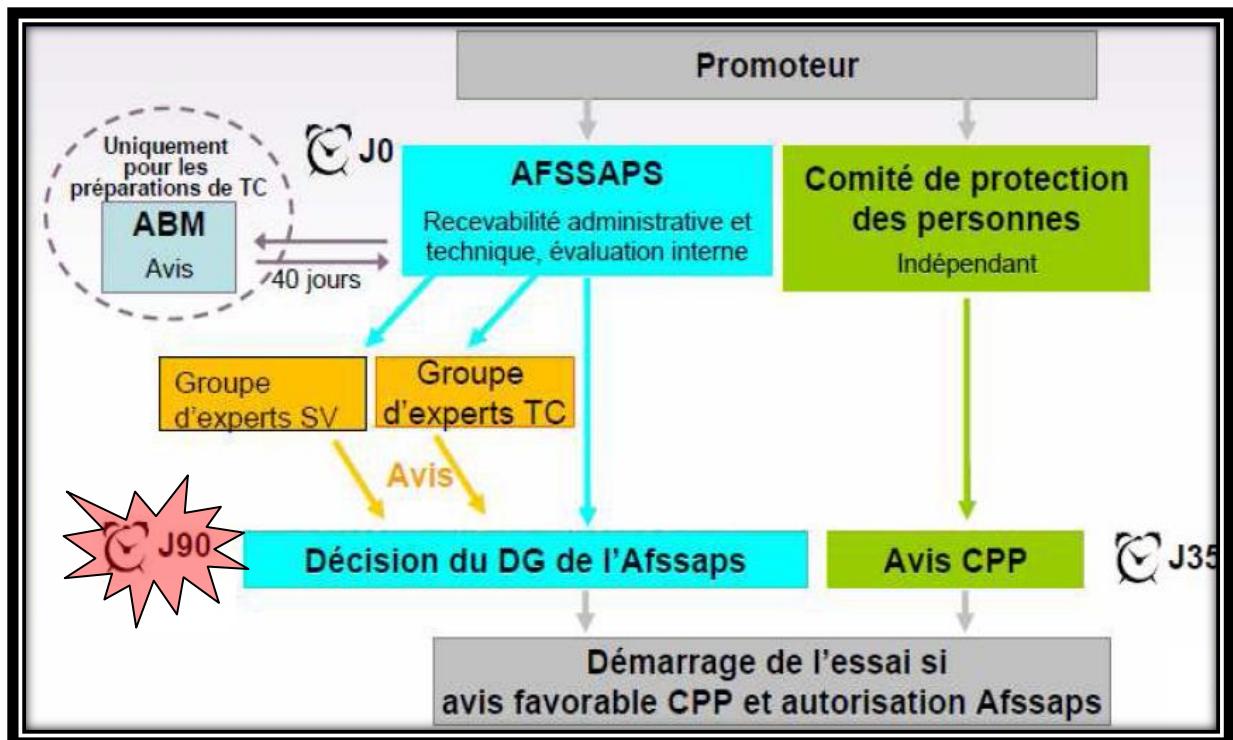 Promoteur
Uniquement
pour les
préparations de TC
ABM
Avis
J0
40 jours
AFSSAPS
Recevabilité administrative et
technique, évaluation interne
Comité de protection
des personnes
Indépendant
Groupe
d'experts SV
Groupe
d'experts TC
Avis
J90
Décision du DG de l'Afssaps
Avis CPP
J35
Démarrage de l'essai si
avis favorable CPP et autorisation Afssaps